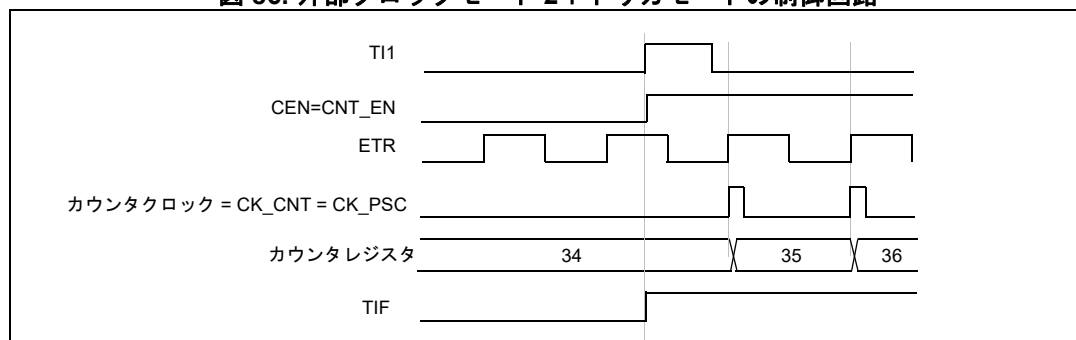 TI1
CEN=CNT_EN
ETR
カウンタクロック = CK_CNT = CK_PSC
カウンタレジスタ 34 35 36
TIF